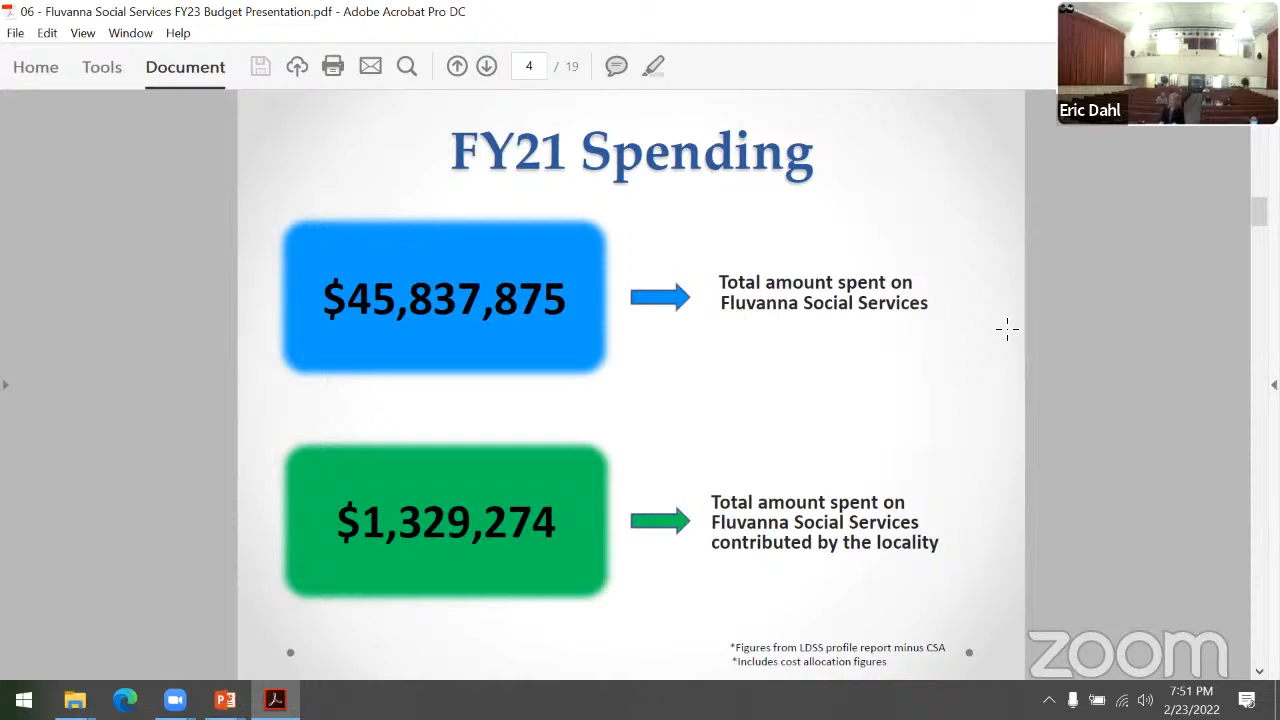 06 - Fluvanna Social Services FY23 Budget Presentation.pdf - Adobe Acrobat Pro DC
File Edit View Window Help
Home Tools Document 4 / 19
Eric Dahl
FY21 Spending
$45,837,875
Total amount spent on
Fluvanna Social Services
$1,329,274
Total amount spent on
Fluvanna Social Services
contributed by the locality
*Figures from LDSS profile report minus CSA
*Includes cost allocation figures
zoom
7:51 PM
2/23/2022